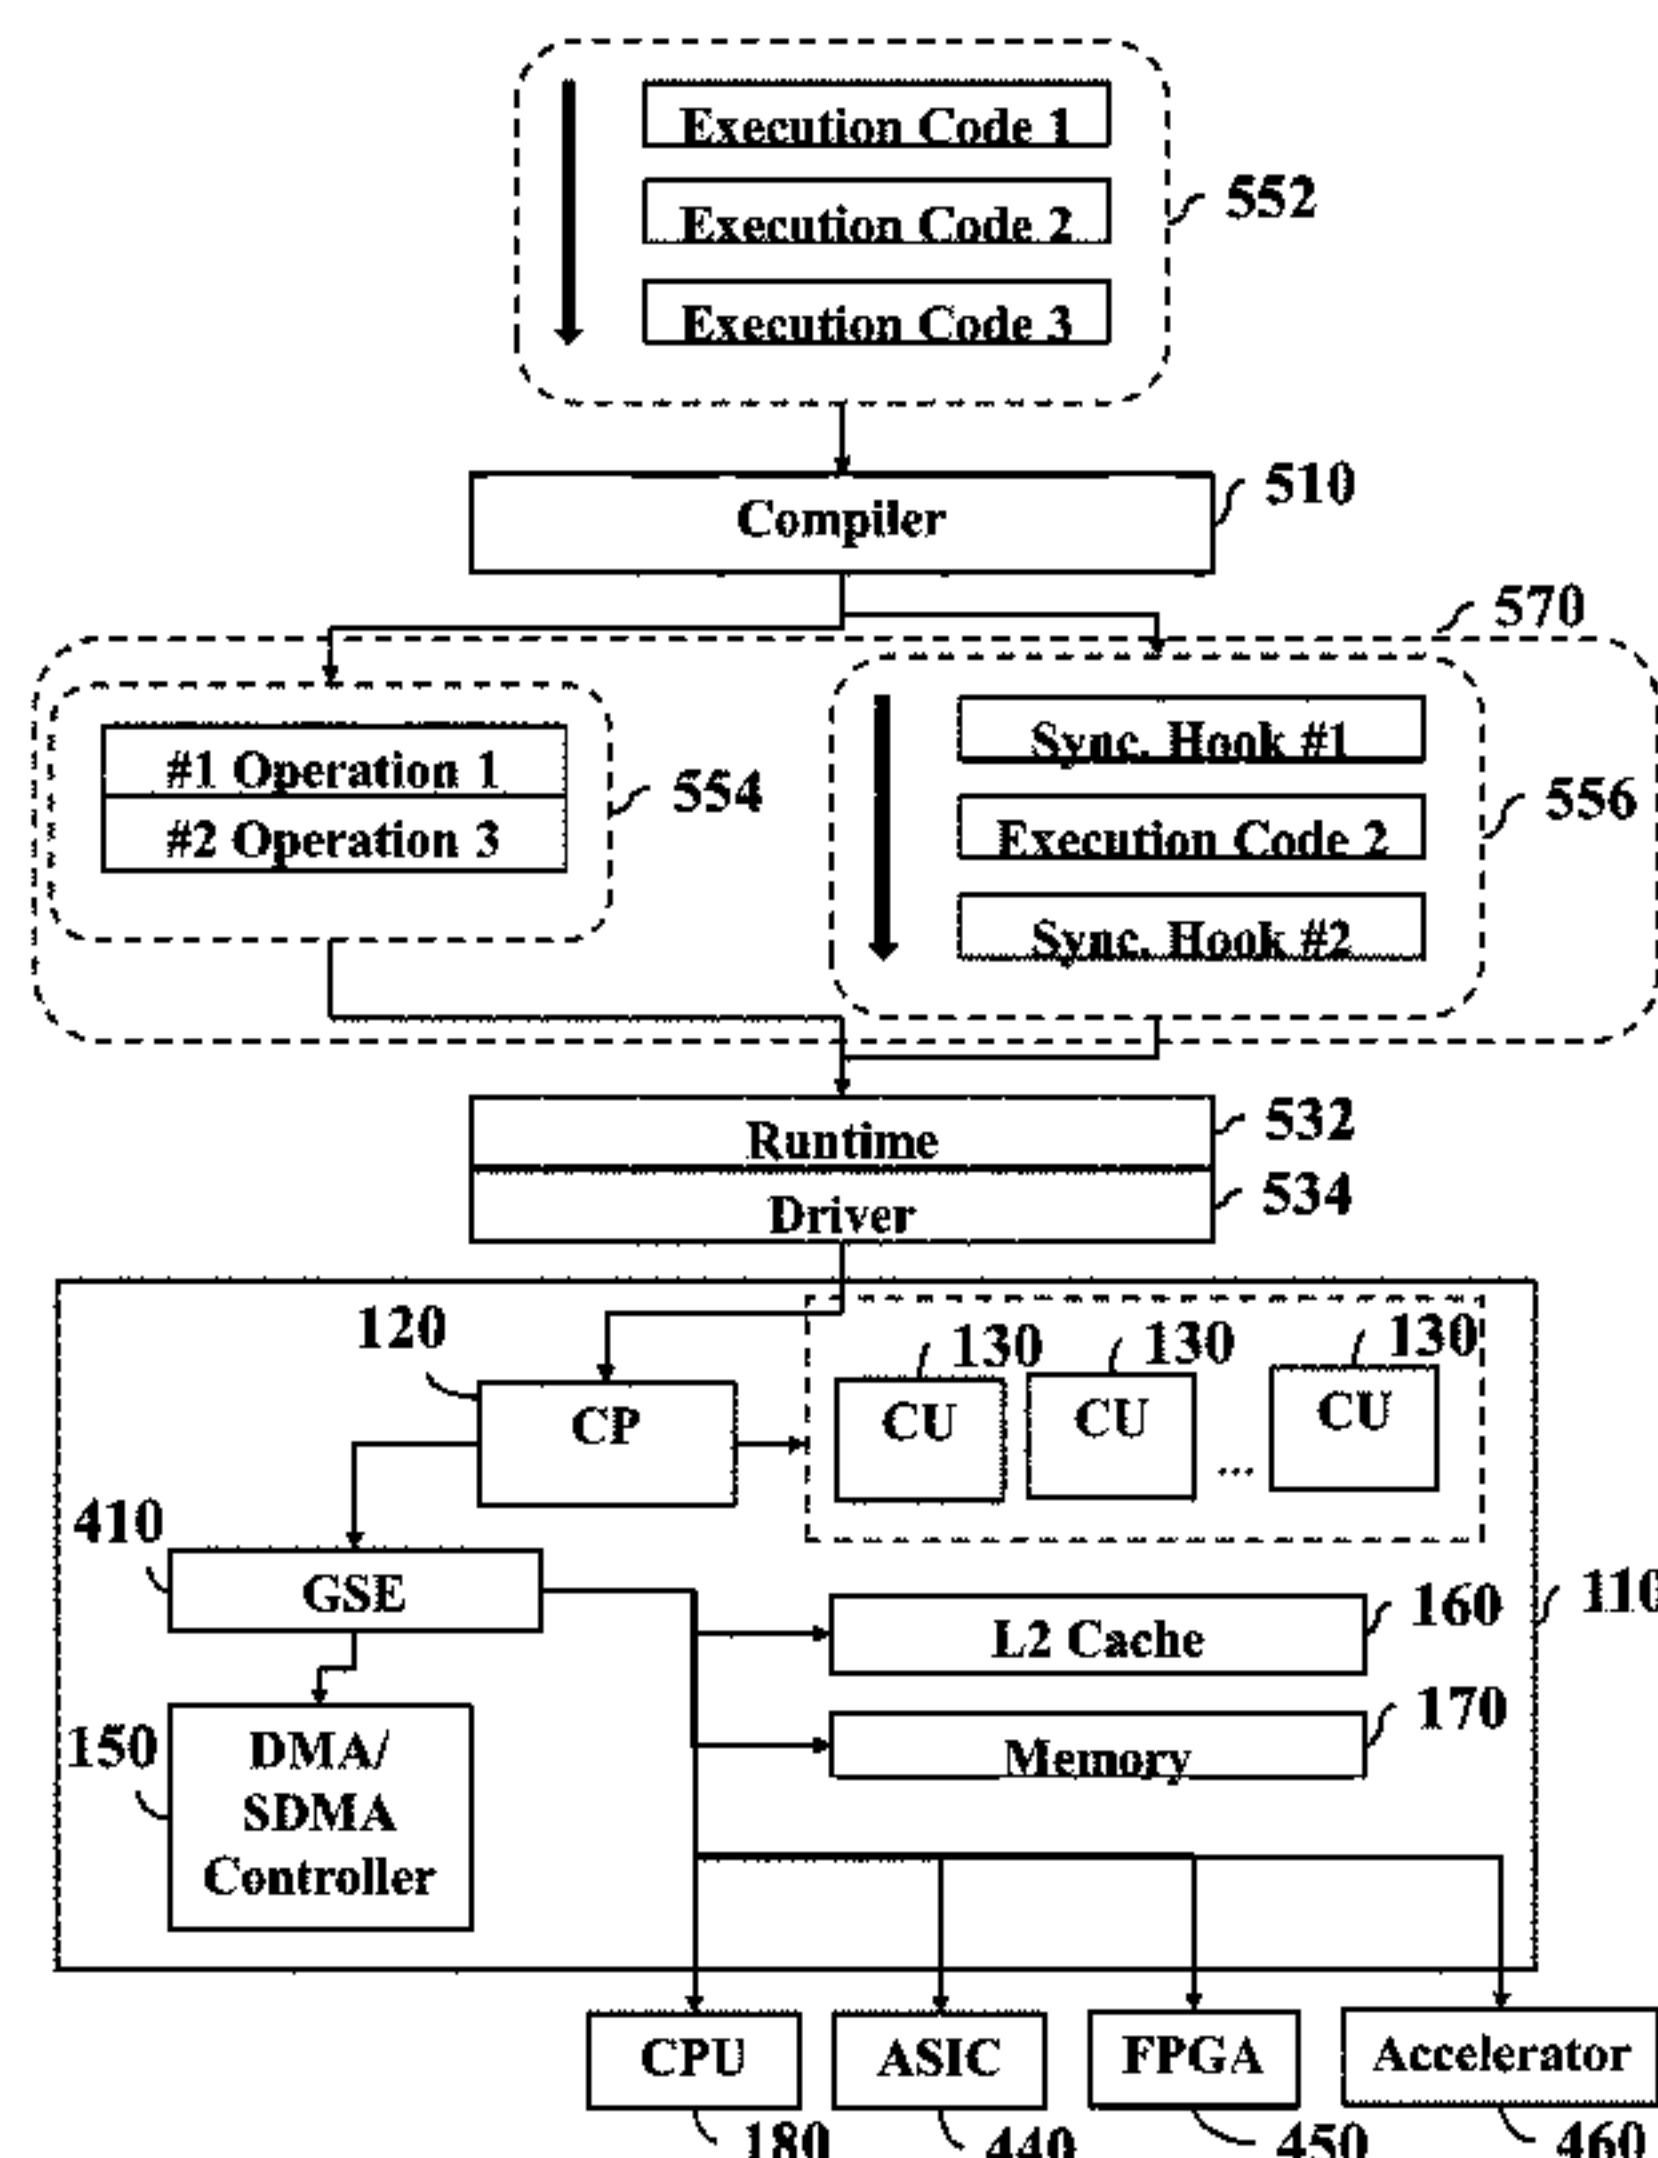 Execution Code 1
Execution Code 2
552
Execution Code 3
Compiler
510
570
#1 Operation 1
#2 Operation 3
554
Sync. Hook #1
Execution Code 2
Sync. Hook #2
556
Runtime
532
Driver
534
120
CP
130
130
130
CU
CU
...
CU
410
GSE
L2 Cache
160
110
Memory
170
150
DMA/
SDMA
Controller
CPU
ASIC
FPGA
Accelerator
180
440
450
460